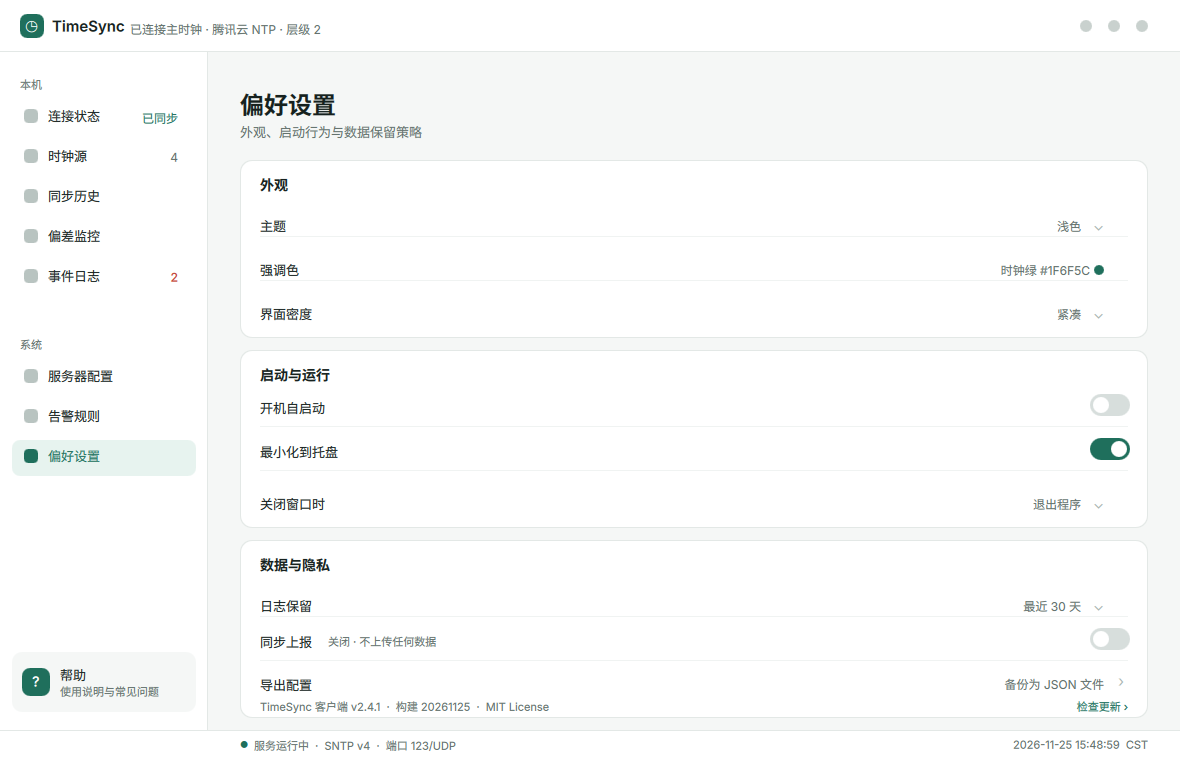 TimeSync 已连接主时钟 · 腾讯云 NTP · 层级 2
本机
连接状态 已同步
时钟源 4
同步历史
偏差监控
事件日志 2
系统
服务器配置
告警规则
偏好设置
? 帮助
使用说明与常见问题
偏好设置
外观、启动行为与数据保留策略
外观
主题 浅色
强调色 时钟绿 #1F6F5C
界面密度 紧凑
启动与运行
开机自启动
最小化到托盘
关闭窗口时 退出程序
数据与隐私
日志保留 最近 30 天
同步上报 关闭 · 不上传任何数据
导出配置 备份为 JSON 文件 ›
TimeSync 客户端 v2.4.1 · 构建 20261125 · MIT License 检查更新 ›
服务运行中 · SNTP v4 · 端口 123/UDP 2026-11-25 15:48:59 CST